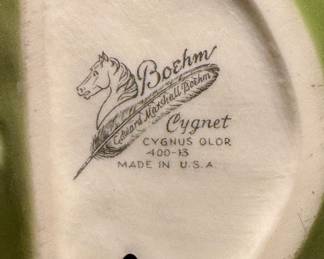 Boehm
Edward Marshall Boehm
Cygnet
CYGNUS OLOR
400-13
MADE IN U.S.A.